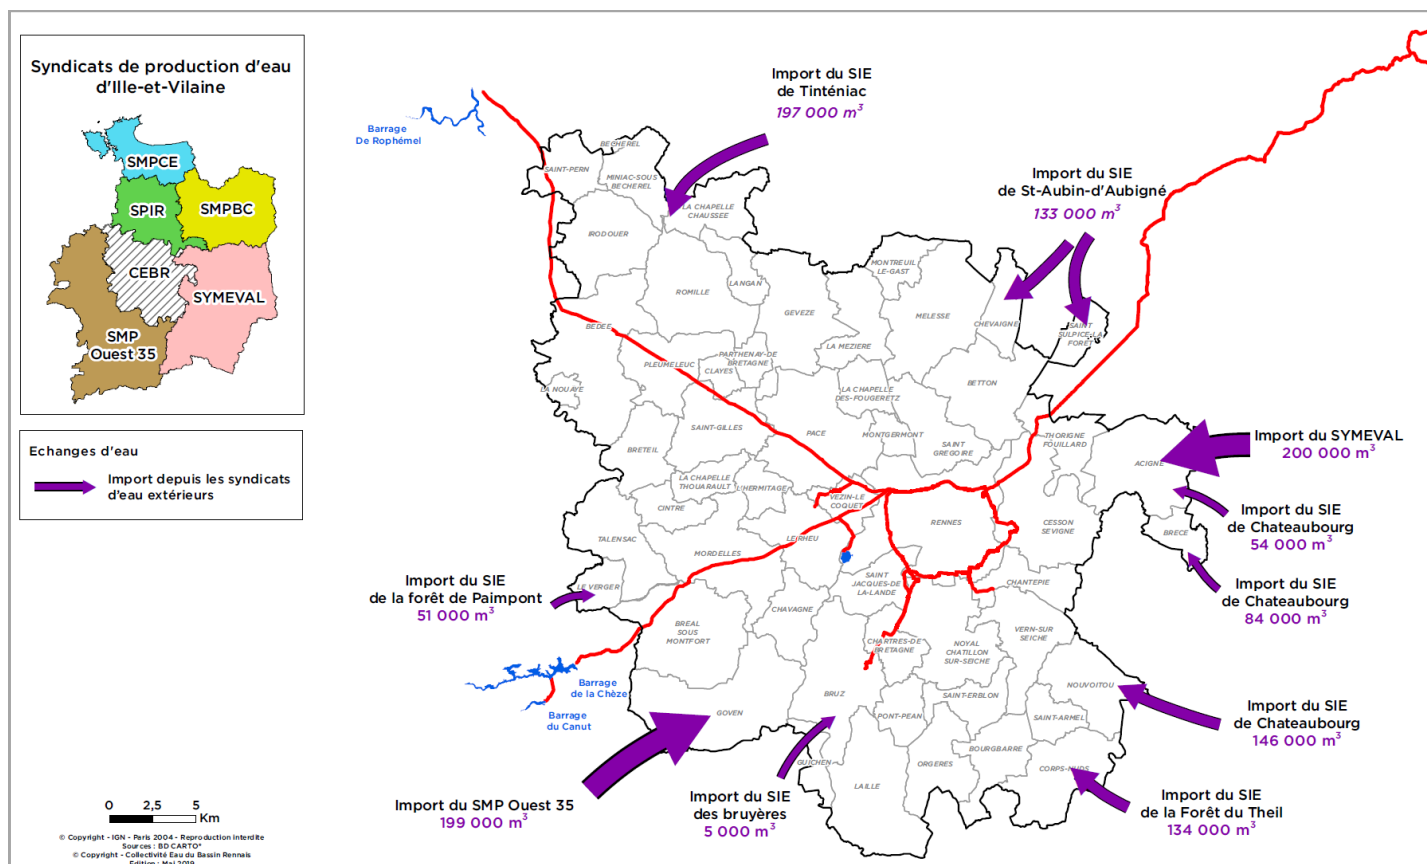 Syndicats de production d'eau
d'Ille-et-Vilaine
SMPCE
SPIR
SMPBC
CEBR
SYMEVAL
SMP
Ouest 35
Echanges d'eau
Import depuis les syndicats
d'eau extérieurs
Import du SIE
de Tinténiac
197 000 m³
Barrage
De Rophémel
Import du SIE
de St-Aubin-d'Aubigné
133 000 m³
BECHEREL
SAINT-PERN
MINIAC-SOUS
BECHEREL
LA CHAPELLE
CHAUSSEE
IRODOUER
MONTREUIL
LE-GAST
ROMILLE
LANGAN
GEVEZE
MELESSE
CHEVAIGNE
SAINT
SULPICE-LA
FORET
BEDEE
LA MEZIERE
PARTHENAY-DE
BRETAGNE
PLEUMELEUC
CLAYES
BETTON
LA NOUAYE
LA CHAPELLE
DES-FOUGERETZ
SAINT-GILLES
PACE
MONTGERMONT
SAINT
GREGOIRE
THORIGNE
FOUILLARD
BRETEIL
ACIGNE
Import du SYMEVAL
200 000 m³
LA CHAPELLE
THOUARAULT
L'HERMITAGE
VEZIN-LE
COQUET
CINTRE
RENNES
CESSON
SEVIGNE
BRECE
Import du SIE
de Chateaubourg
54 000 m³
TALENSAC
MORDELLES
LE RHEU
Import du SIE
de la forêt de Paimpont
51 000 m³
LE VERGER
SAINT
JACQUES-DE
LA-LANDE
CHANTEPIE
Import du SIE
de Chateaubourg
84 000 m³
CHAVAGNE
BREAL
SOUS
MONTFORT
VERN-SUR
SEICHE
CHARTRES-DE
BRETAGNE
NOYAL
CHATILLON
SUR-SEICHE
Barrage
de la Chèze
Barrage
du Canut
NOUVOITOU
BRUZ
SAINT-ERBLON
GOVEN
PONT-PEAN
SAINT-ARMEL
Import du SIE
de Chateaubourg
146 000 m³
BOURGBARRE
GUICHEN
ORGERES
CORPS-NUDS
LAILLE
Import du SMP Ouest 35
199 000 m³
Import du SIE
des bruyères
5 000 m³
Import du SIE
de la Forêt du Theil
134 000 m³
0 2,5 5
Km
© Copyright - IGN - Paris 2004 - Reproduction interdite
Sources : BD CARTO®
© Copyright - Collectivité Eau du Bassin Rennais
Edition : Mai 2019